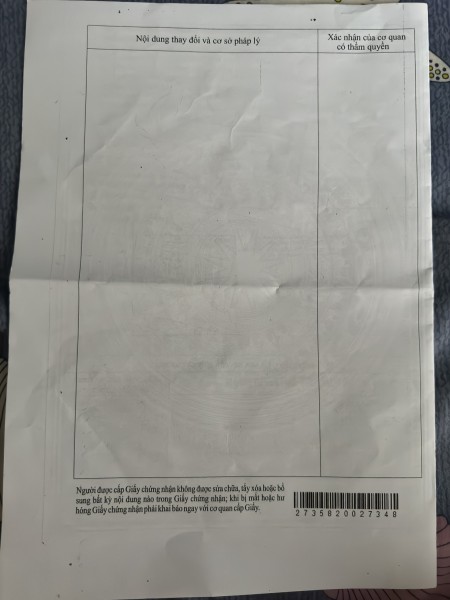 Nội dung thay đổi và cơ sở pháp lý
Xác nhận của cơ quan
có thẩm quyền
Người được cấp Giấy chứng nhận không được sửa chữa, tẩy xóa hoặc bổ
sung bất kỳ nội dung nào trong Giấy chứng nhận; khi bị mất hoặc hư
hỏng Giấy chứng nhận phải khai báo ngay với cơ quan cấp Giấy.
2735820027348